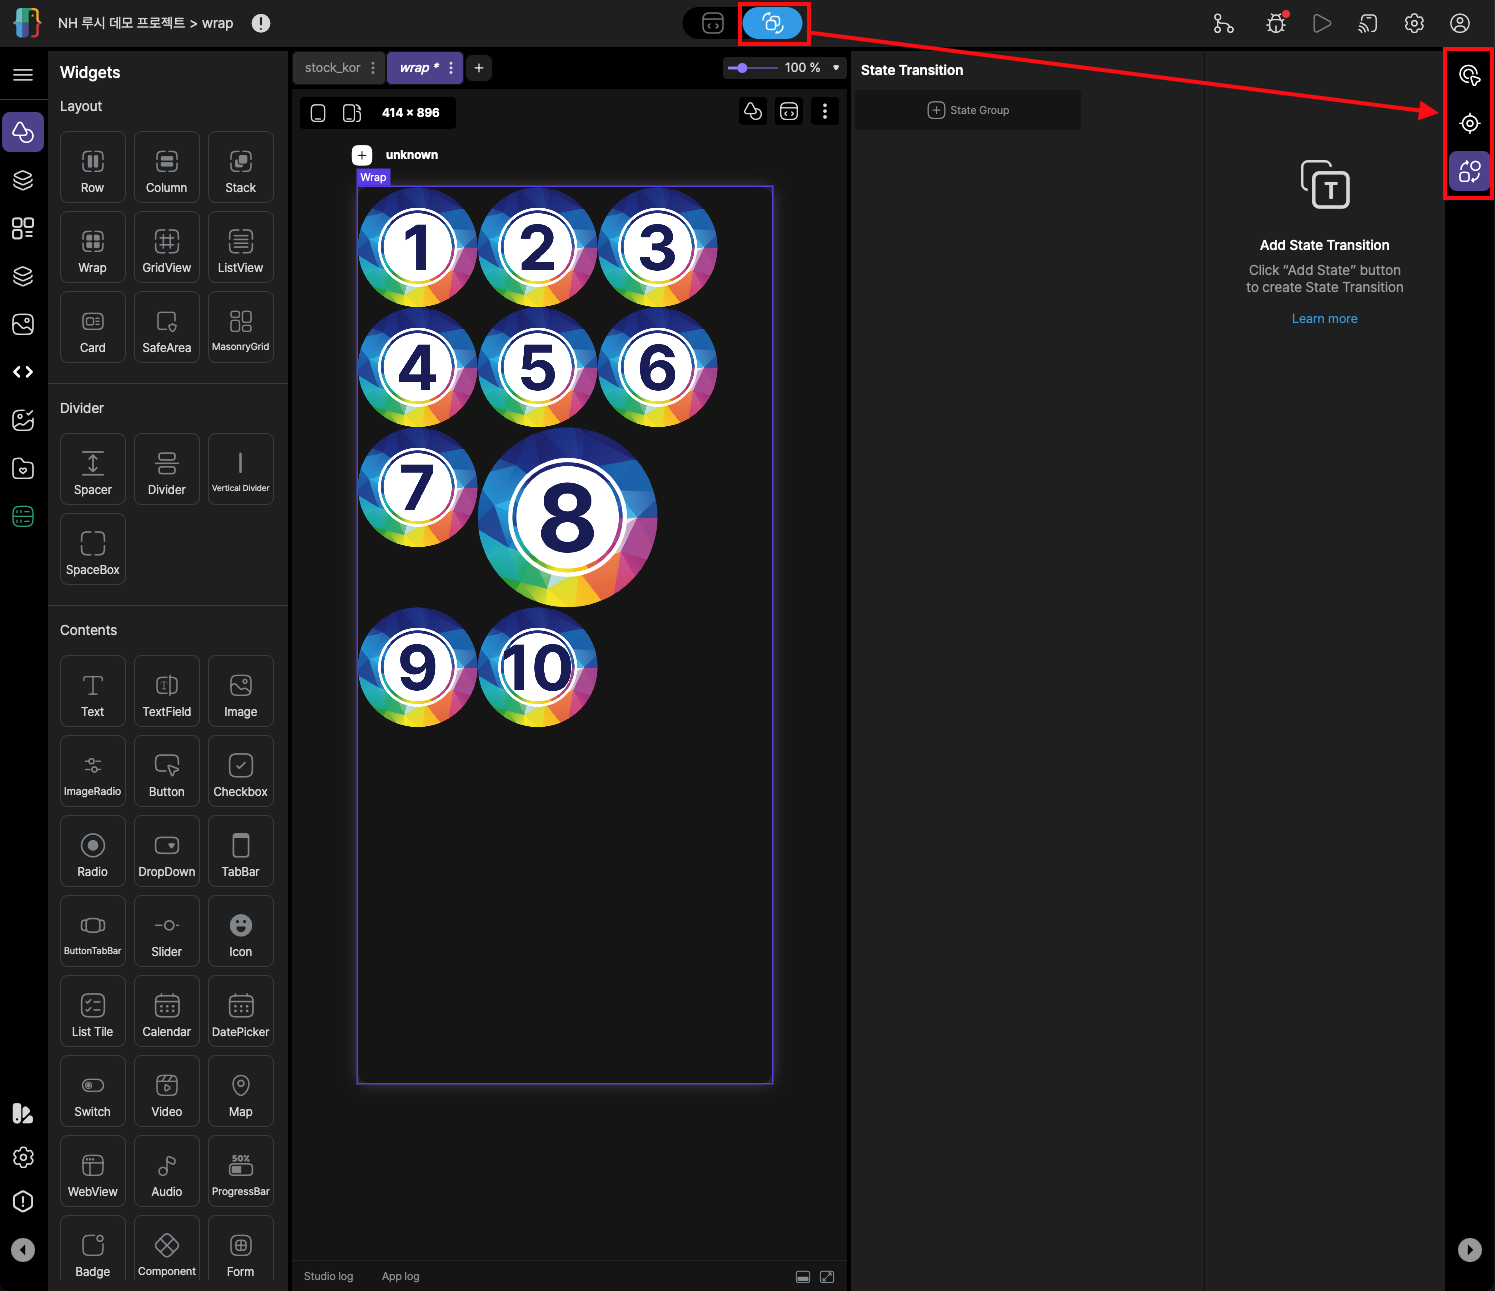 NH 루시 데모 프로젝트 > wrap
Widgets
Layout
Row
Column
Stack
Wrap
GridView
ListView
Card
SafeArea
MasonryGrid
Divider
Spacer
Divider
Vertical Divider
SpaceBox
Contents
Text
TextField
Image
ImageRadio
Button
Checkbox
Radio
DropDown
TabBar
ButtonTabBar
Slider
Icon
List Tile
Calendar
DatePicker
Switch
Video
Map
WebView
Audio
50%
ProgressBar
Badge
Component
Form
stock_kor
wrap *
100 %
414 × 896
unknown
Wrap
1
2
3
4
5
6
7
8
9
10
Studio log
App log
State Transition
State Group
T
Add State Transition
Click “Add State” button
to create State Transition
Learn more